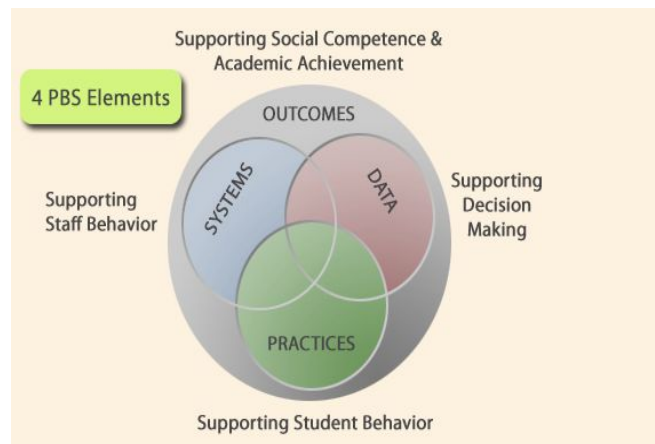 Supporting Social Competence &
Academic Achievement
4 PBS Elements
OUTCOMES
SYSTEMS
DATA
Supporting
Staff Behavior
Supporting
Decision
Making
PRACTICES
Supporting Student Behavior